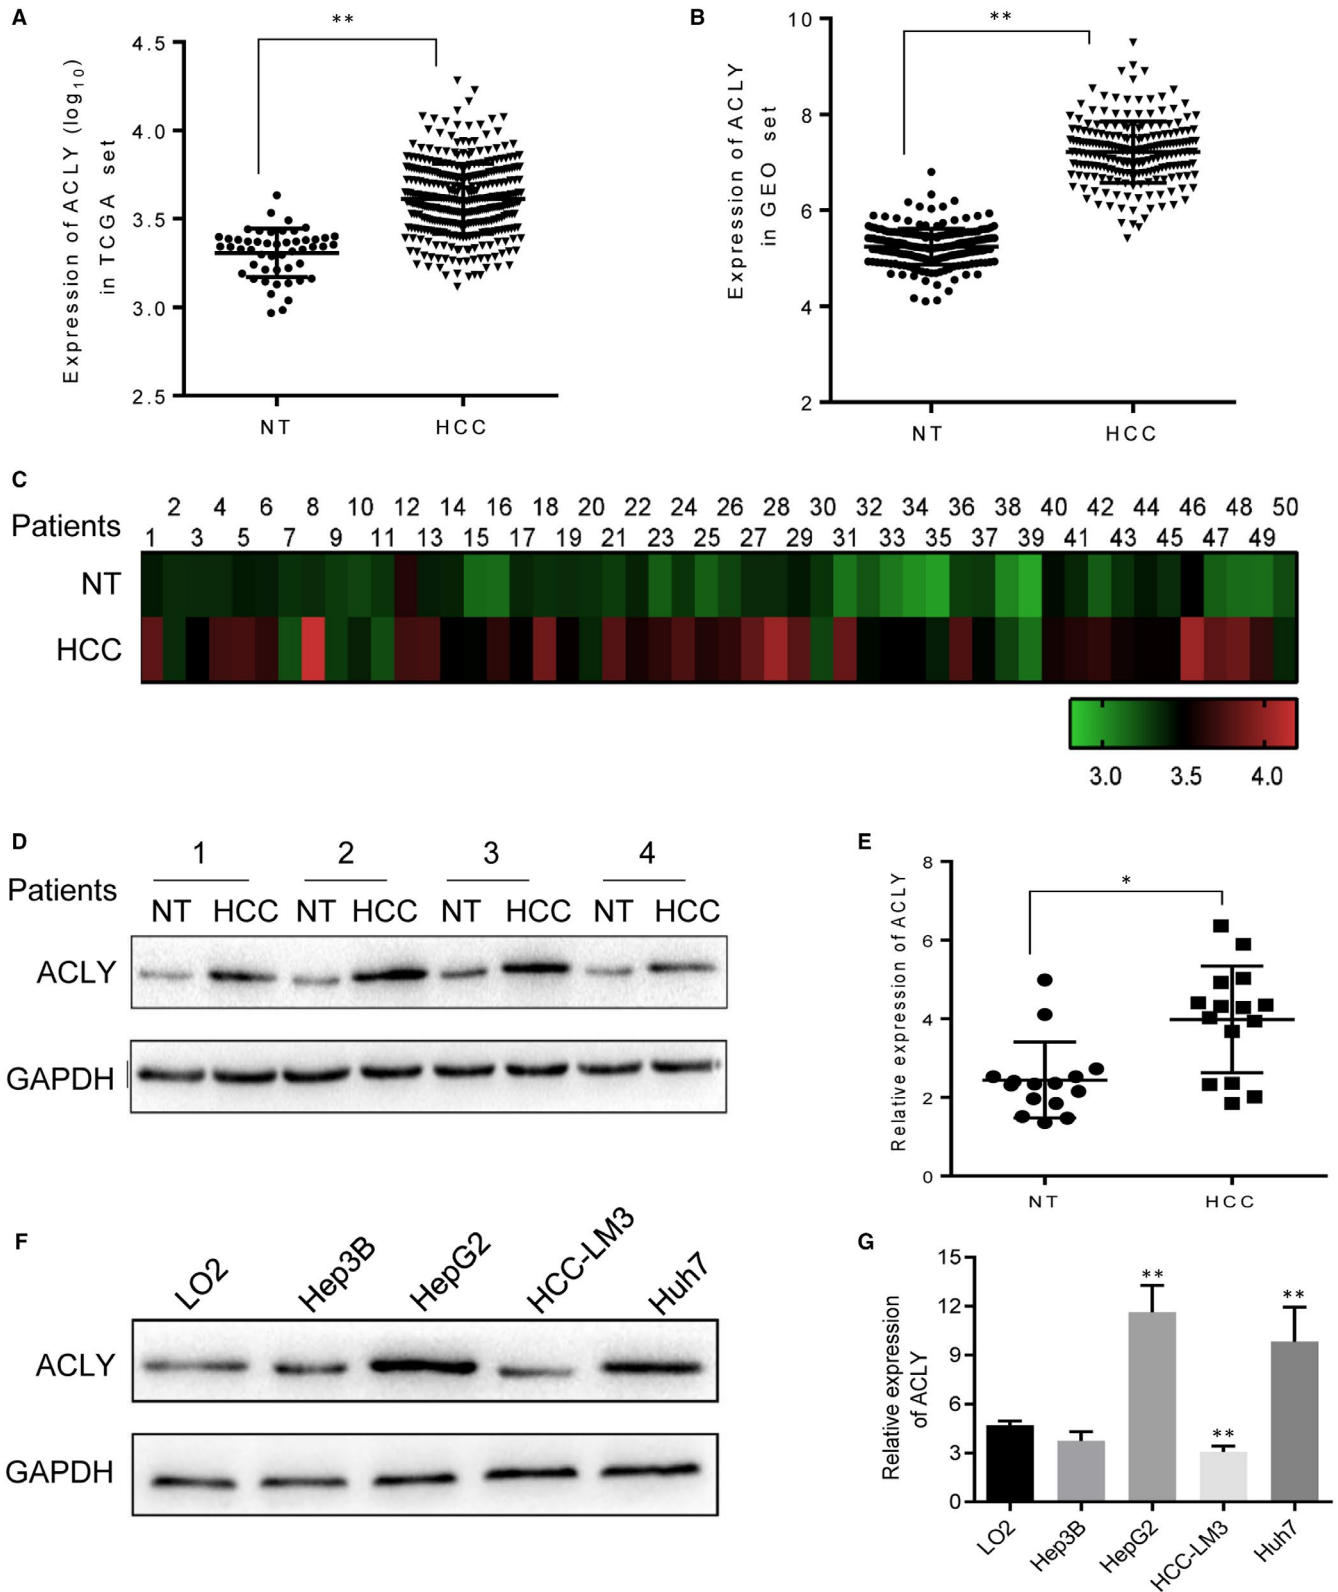 A
**
Expression of ACLY (log10)
in TCGA set
4.5
4.0
3.5
3.0
2.5
NT HCC
B
**
Expression of ACLY
in GEO set
10
8
6
4
2
NT HCC
C
2 4 6 8 10 12 14 16 18 20 22 24 26 28 30 32 34 36 38 40 42 44 46 48 50
Patients
1 3 5 7 9 11 13 15 17 19 21 23 25 27 29 31 33 35 37 39 41 43 45 47 49
NT
HCC
3.0 3.5 4.0
D
1 2 3 4
Patients
NT HCC NT HCC NT HCC NT HCC
ACLY
GAPDH
E
*
Relative expression of ACLY
8
6
4
2
0
NT HCC
F
LO2 Hep3B HepG2 HCC-LM3 Huh7
ACLY
GAPDH
G
Relative expression
of ACLY
15
12
9
6
3
0
** ** **
LO2 Hep3B HepG2 HCC-LM3 Huh7